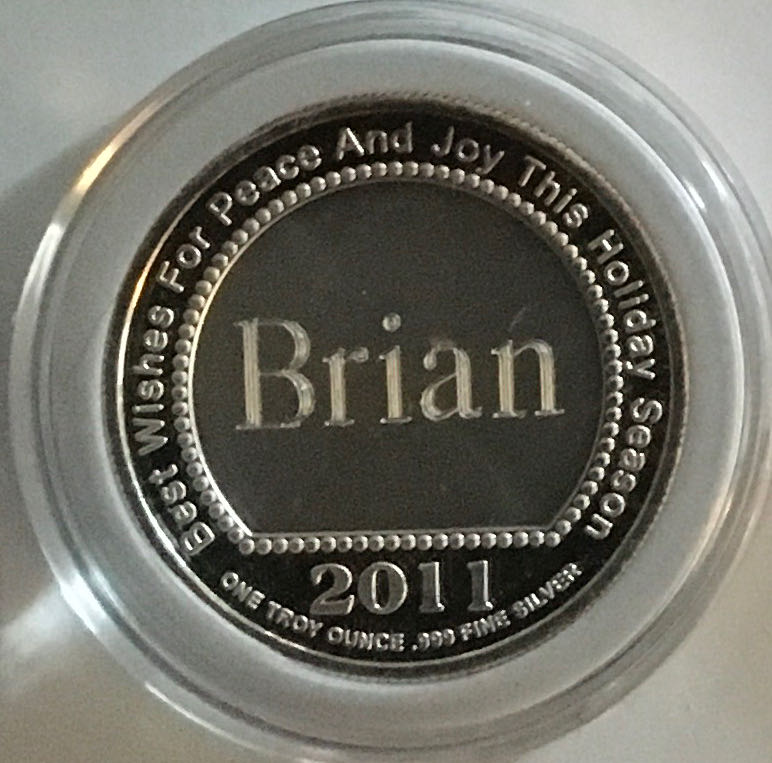 Best Wishes For Peace And Joy This Holiday Season
Brian
2011
ONE TROY OUNCE .999 FINE SILVER